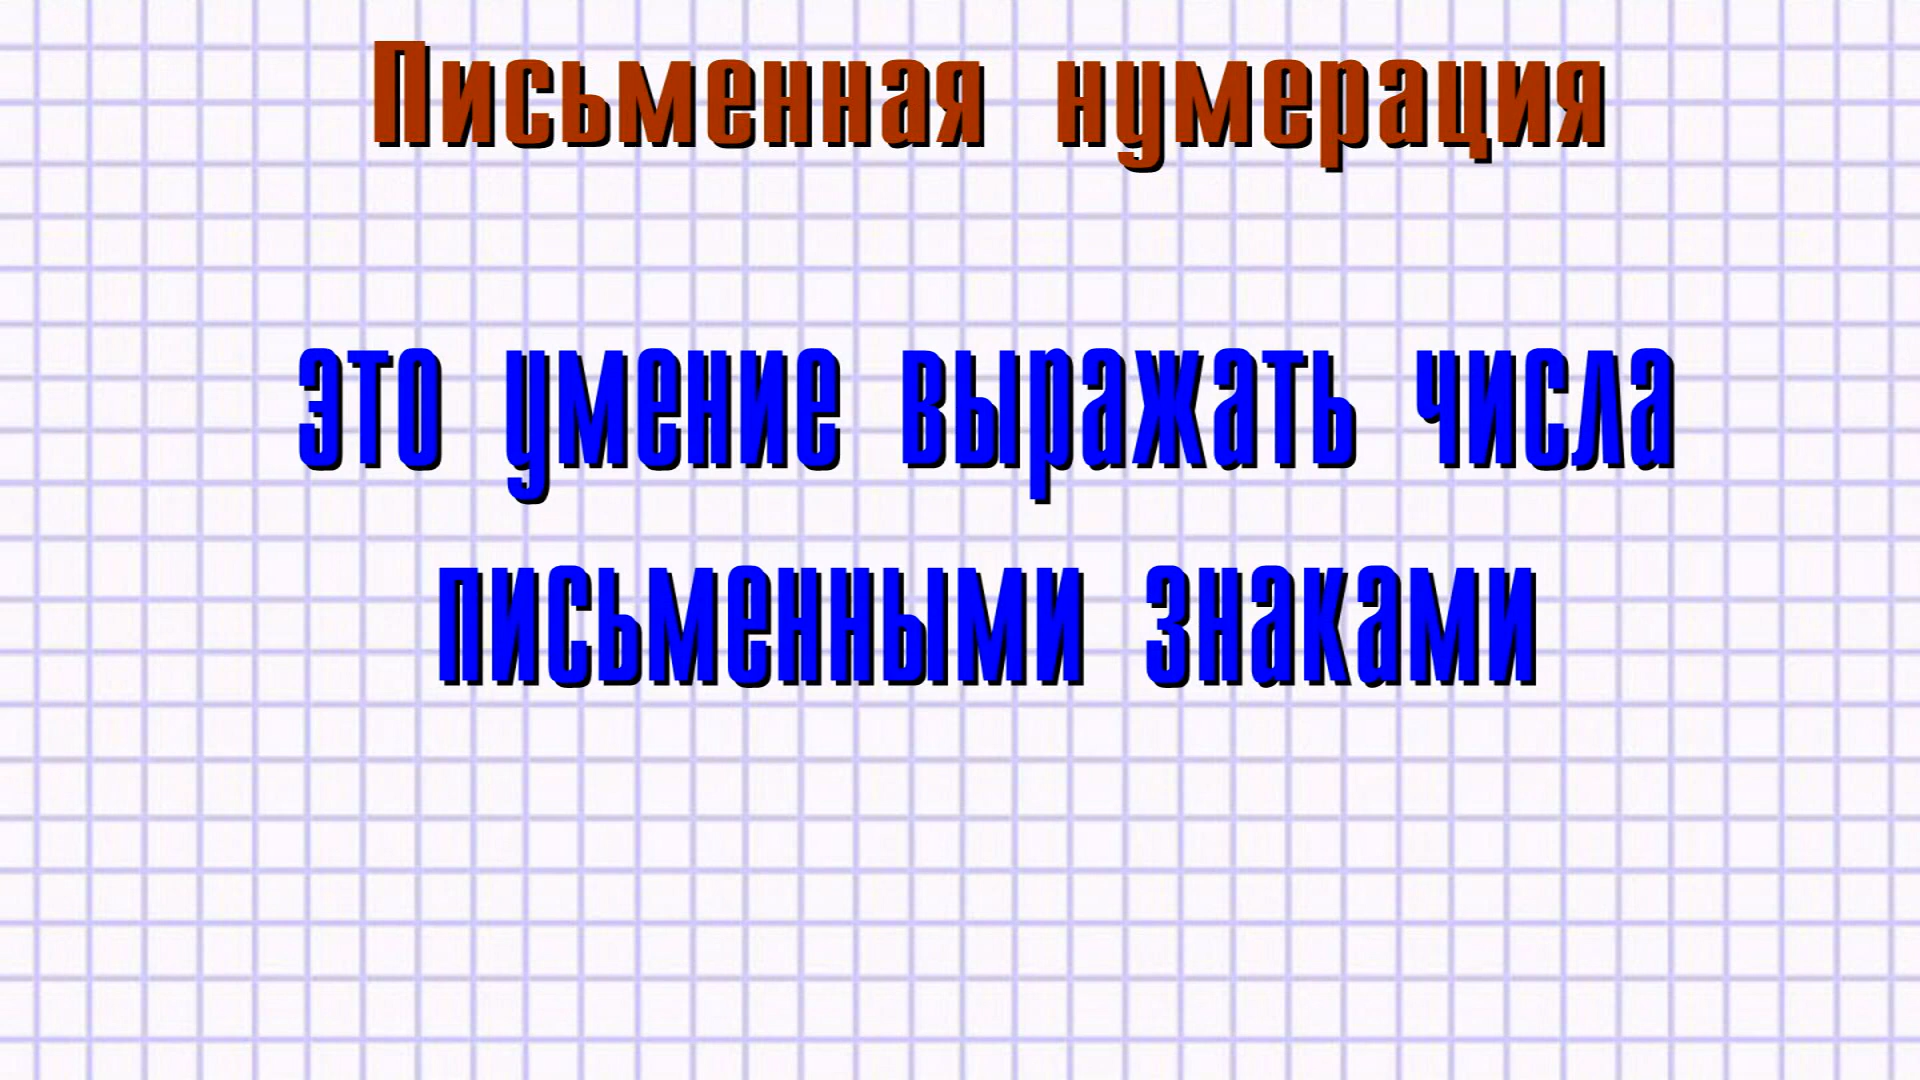 Письменная нумерация
это умение выражать числа
письменными знаками